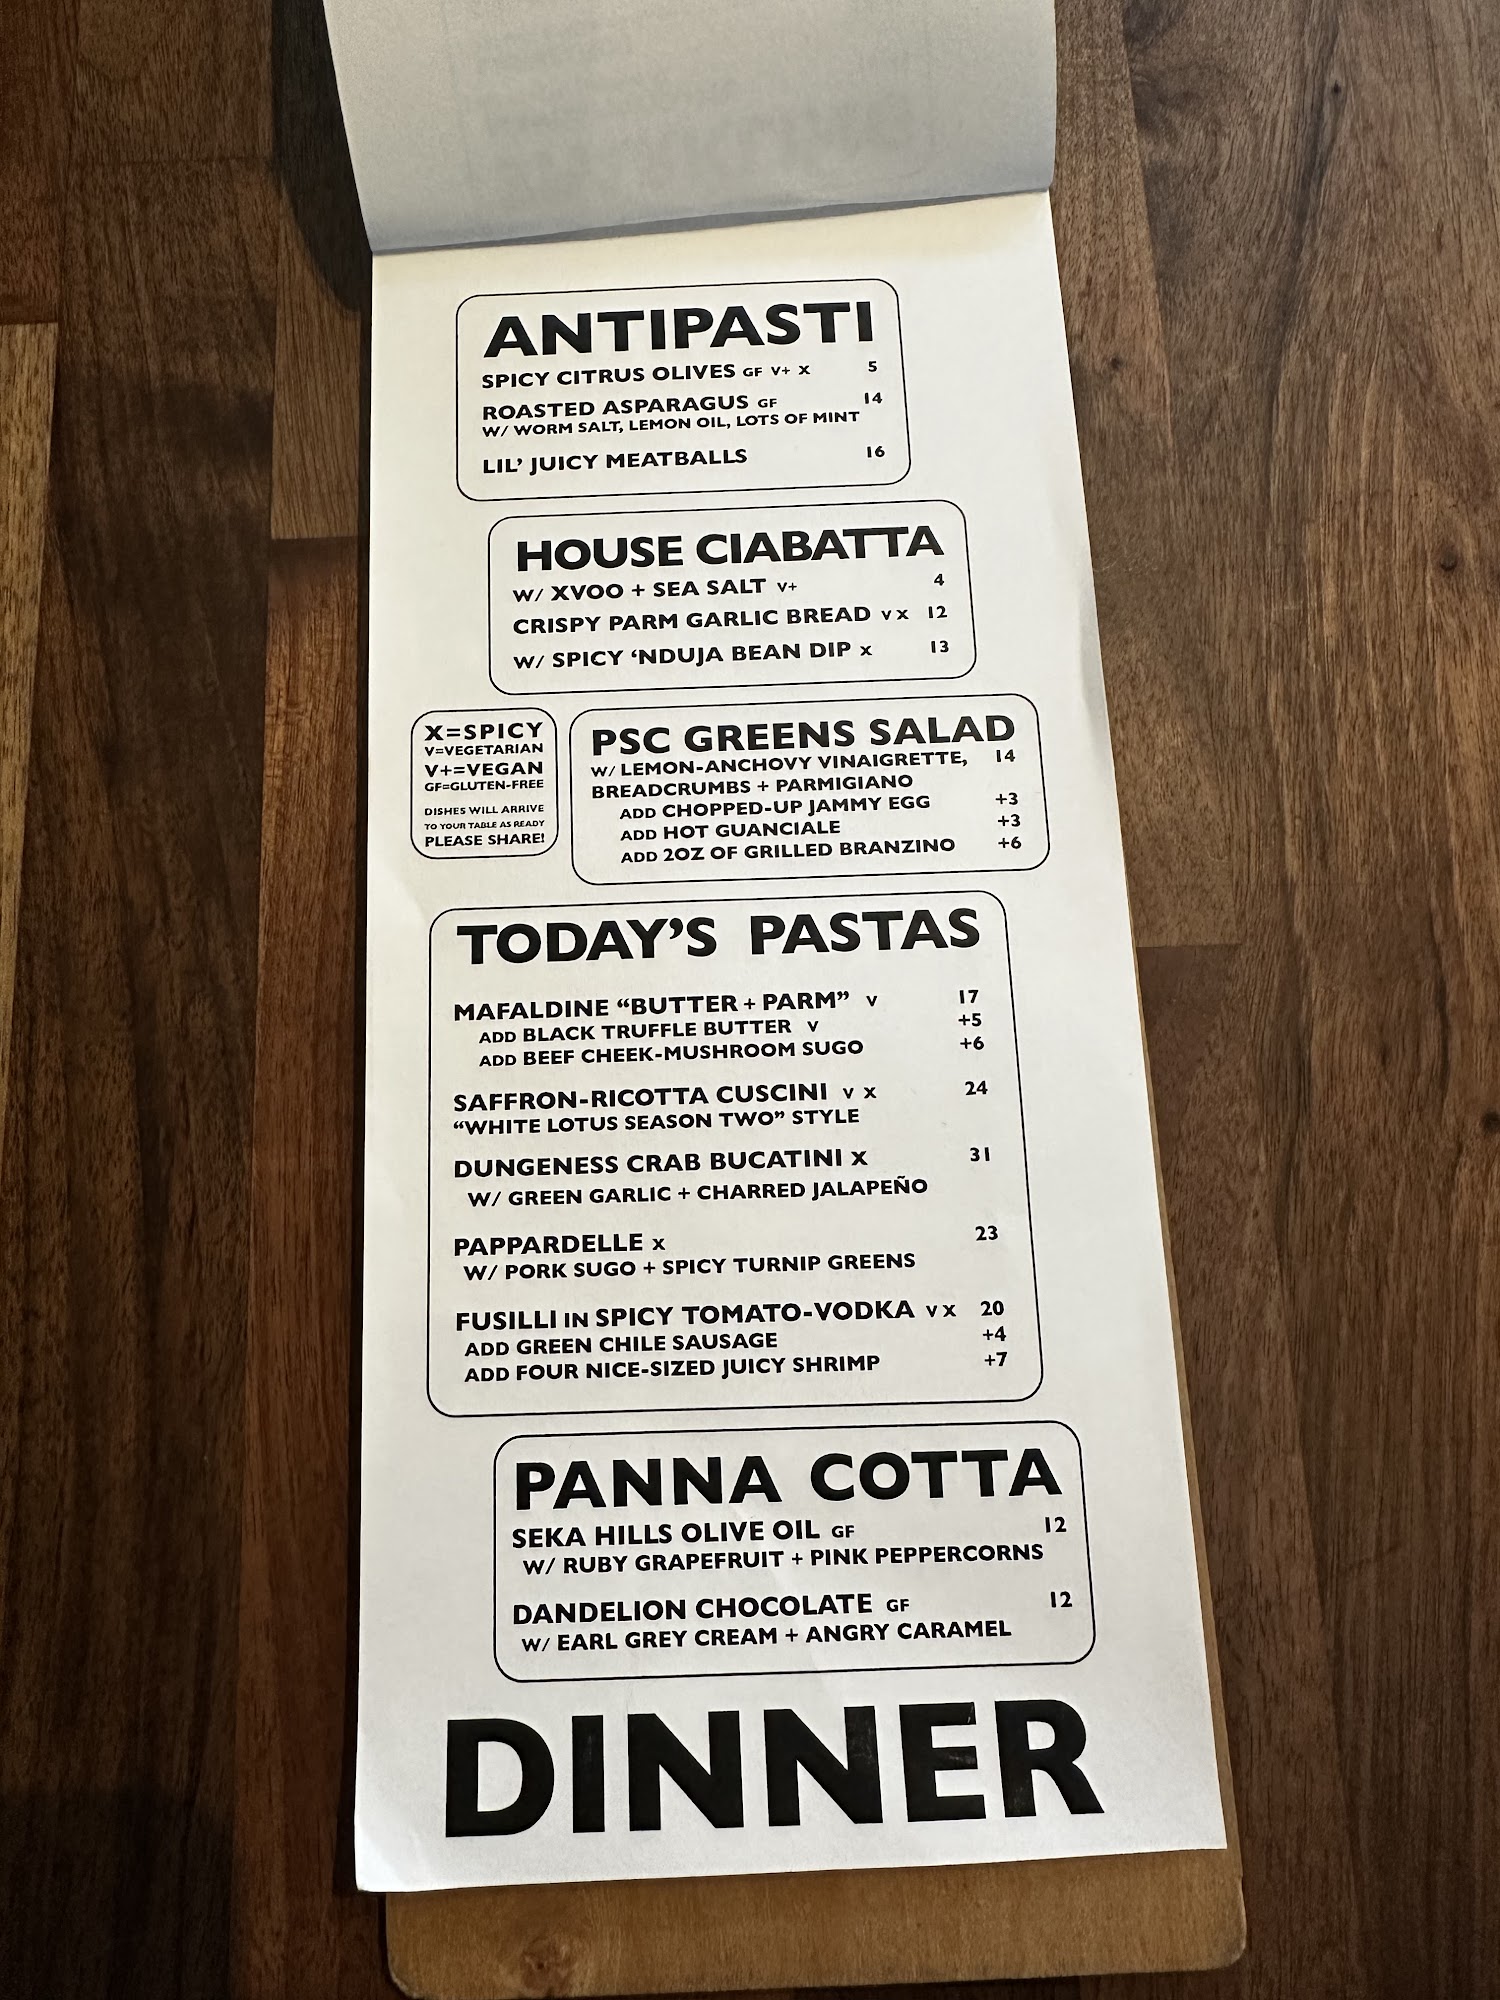 ANTIPASTI
SPICY CITRUS OLIVES GF V+ X 5
ROASTED ASPARAGUS GF 14
W/ WORM SALT, LEMON OIL, LOTS OF MINT
LIL' JUICY MEATBALLS 16
HOUSE CIABATTA
W/ XVOO + SEA SALT V+ 4
CRISPY PARM GARLIC BREAD V X 12
W/ SPICY 'NDUJA BEAN DIP X 13
X=SPICY
V=VEGETARIAN
V+=VEGAN
GF=GLUTEN-FREE
DISHES WILL ARRIVE
TO YOUR TABLE AS READY
PLEASE SHARE!
PSC GREENS SALAD
W/ LEMON-ANCHOVY VINAIGRETTE, 14
BREADCRUMBS + PARMIGIANO
ADD CHOPPED-UP JAMMY EGG +3
ADD HOT GUANCIALE +3
ADD 2OZ OF GRILLED BRANZINO +6
TODAY'S PASTAS
MAFALDINE "BUTTER + PARM" V 17
ADD BLACK TRUFFLE BUTTER V +5
ADD BEEF CHEEK-MUSHROOM SUGO +6
SAFFRON-RICOTTA CUSCINI V X 24
"WHITE LOTUS SEASON TWO" STYLE
DUNGENESS CRAB BUCATINI X 31
W/ GREEN GARLIC + CHARRED JALAPEÑO
PAPPARDELLE X 23
W/ PORK SUGO + SPICY TURNIP GREENS
FUSILLI IN SPICY TOMATO-VODKA V X 20
ADD GREEN CHILE SAUSAGE +4
ADD FOUR NICE-SIZED JUICY SHRIMP +7
PANNA COTTA
SEKA HILLS OLIVE OIL GF 12
W/ RUBY GRAPEFRUIT + PINK PEPPERCORNS
DANDELION CHOCOLATE GF 12
W/ EARL GREY CREAM + ANGRY CARAMEL
DINNER